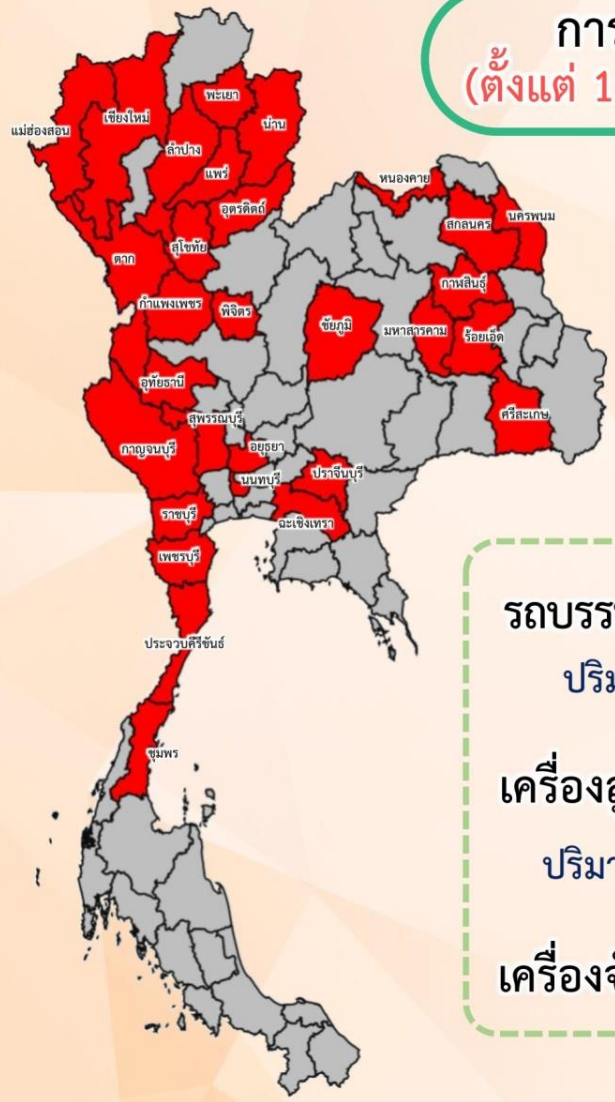 การ
(ตั้งแต่ 1
พะเยา
เชียงใหม่
น่าน
แม่ฮ่องสอน
ลำปาง
แพร่
หนองคาย
อุตรดิตถ์
นครพนม
สกลนคร
สุโขทัย
ตาก
กาฬสินธุ์
กำแพงเพชร
พิจิตร
ชัยภูมิ
มหาสารคาม
ร้อยเอ็ด
อุทัยธานี
สุพรรณบุรี
ศรีสะเกษ
กาญจนบุรี
อยุธยา
ปราจีนบุรี
นนทบุรี
ราชบุรี
ฉะเชิงเทรา
เพชรบุรี
ประจวบคีรีขันธ์
ชุมพร
รถบรร
ปริม
เครื่องสู
ปริมา
เครื่องจั